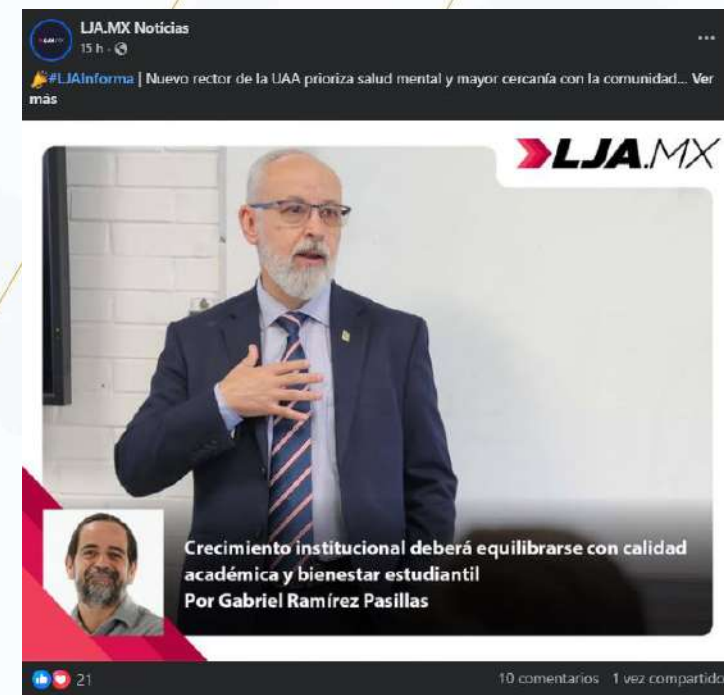 LJA.MX Noticias
15 h
#LJAInforma | Nuevo rector de la UAA prioriza salud mental y mayor cercanía con la comunidad... Ver
más
LJA.MX
Crecimiento institucional deberá equilibrarse con calidad
académica y bienestar estudiantil
Por Gabriel Ramírez Pasillas
21
10 comentarios 1 vez compartido